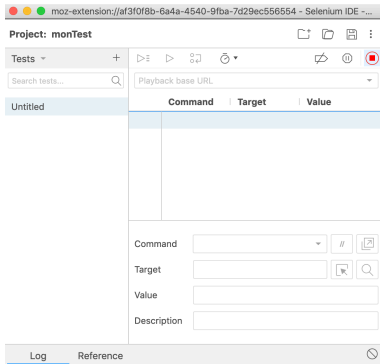 moz-extension://af3f0f8b-6a4a-4540-9fba-7d29ec556554 - Selenium IDE -...
Project: monTest
Tests
Search tests...
Untitled
Playback base URL
Command Target Value
Command
//
Target
Value
Description
Log Reference